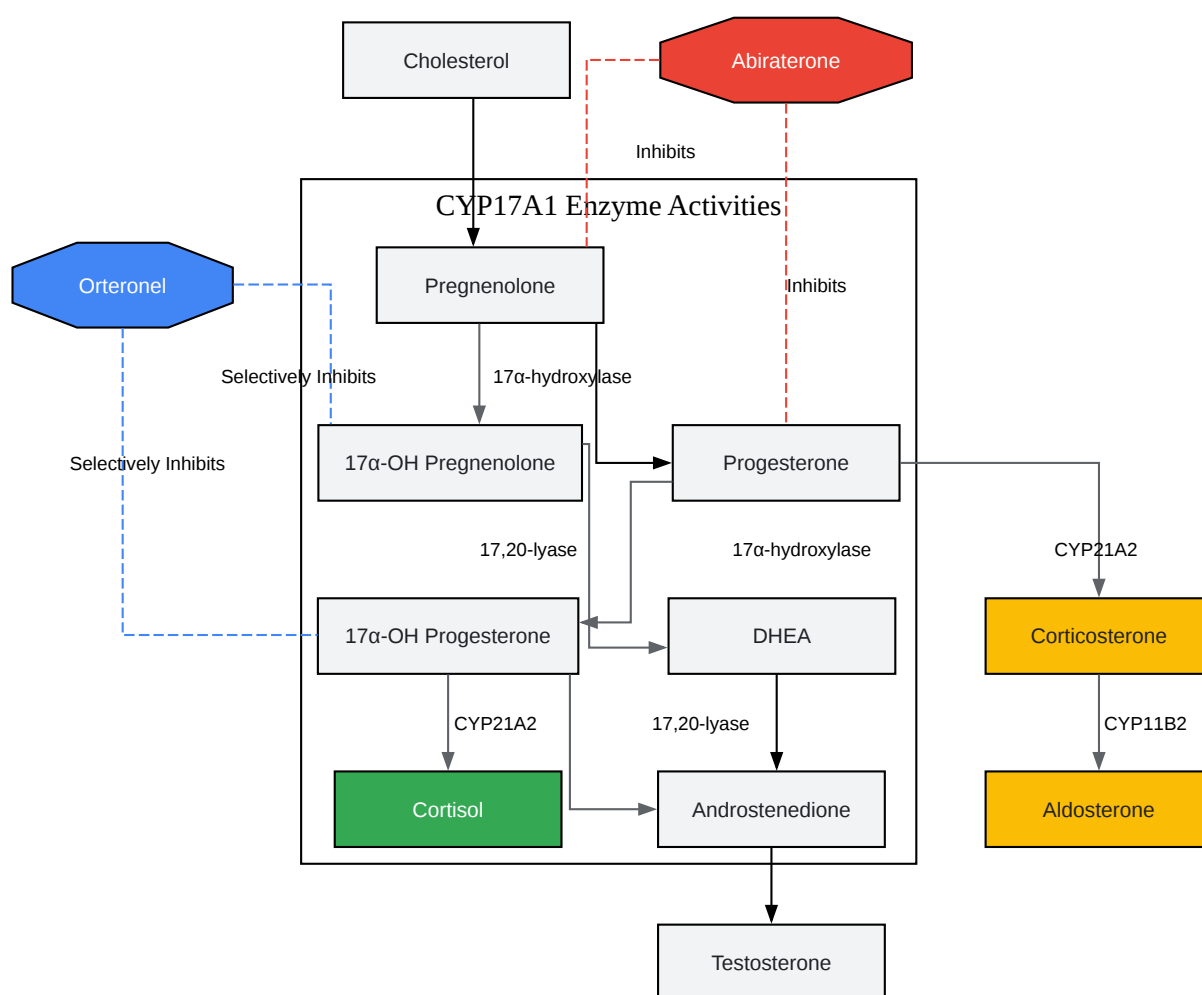 Cholesterol
Abiraterone
Inhibits
CYP17A1 Enzyme Activities
Orteronel
Pregnenolone
Inhibits
Selectively Inhibits
17α-hydroxylase
17α-OH Pregnenolone
Progesterone
Selectively Inhibits
17,20-lyase
17α-hydroxylase
CYP21A2
17α-OH Progesterone
DHEA
Corticosterone
CYP21A2
17,20-lyase
CYP11B2
Cortisol
Androstenedione
Aldosterone
Testosterone